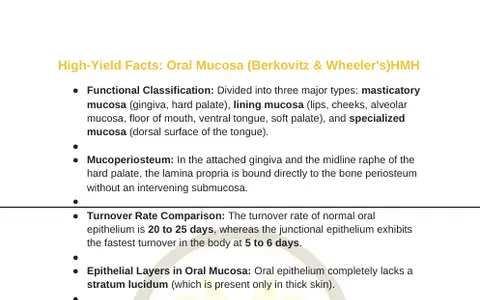 High-Yield Facts: Oral Mucosa (Berkovitz & Wheeler's)HMH
● Functional Classification: Divided into three major types: masticatory
mucosa (gingiva, hard palate), lining mucosa (lips, cheeks, alveolar
mucosa, floor of mouth, ventral tongue, soft palate), and specialized
mucosa (dorsal surface of the tongue).
●
● Mucoperiosteum: In the attached gingiva and the midline raphe of the
hard palate, the lamina propria is bound directly to the bone periosteum
without an intervening submucosa.
●
● Turnover Rate Comparison: The turnover rate of normal oral
epithelium is 20 to 25 days, whereas the junctional epithelium exhibits
the fastest turnover in the body at 5 to 6 days.
●
● Epithelial Layers in Oral Mucosa: Oral epithelium completely lacks a
stratum lucidum (which is present only in thick skin).
●